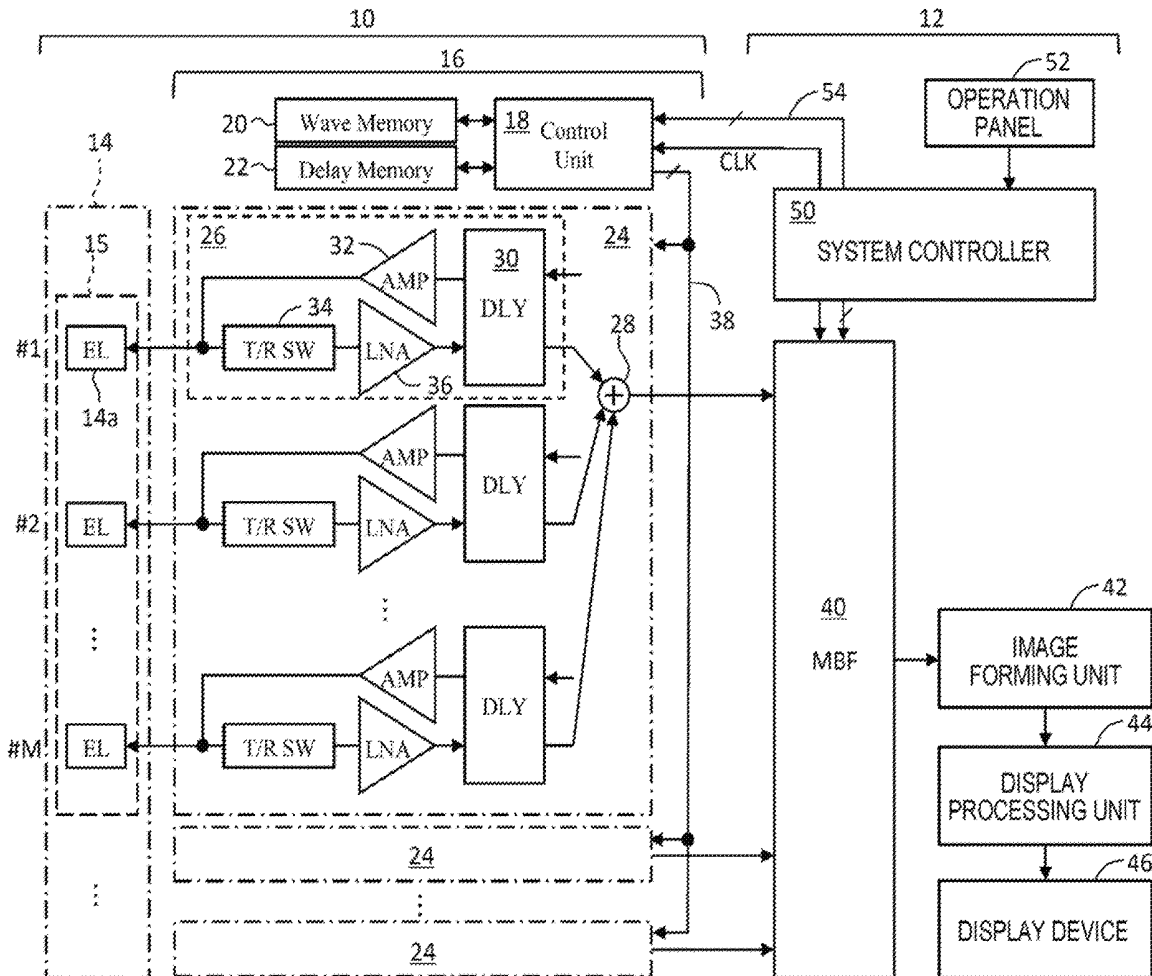 10
12
16
52
54
OPERATION
PANEL
20
Wave Memory
18
Control
Unit
14
22
Delay Memory
CLK
50
SYSTEM CONTROLLER
15
26
32
AMP
30
DLY
24
38
34
28
#1
EL
T/R SW
LNA
36
14a
AMP
DLY
#2
EL
T/R SW
LNA
42
40
MBF
IMAGE
FORMING UNIT
AMP
DLY
#M
EL
T/R SW
LNA
44
DISPLAY
PROCESSING UNIT
24
46
24
DISPLAY DEVICE